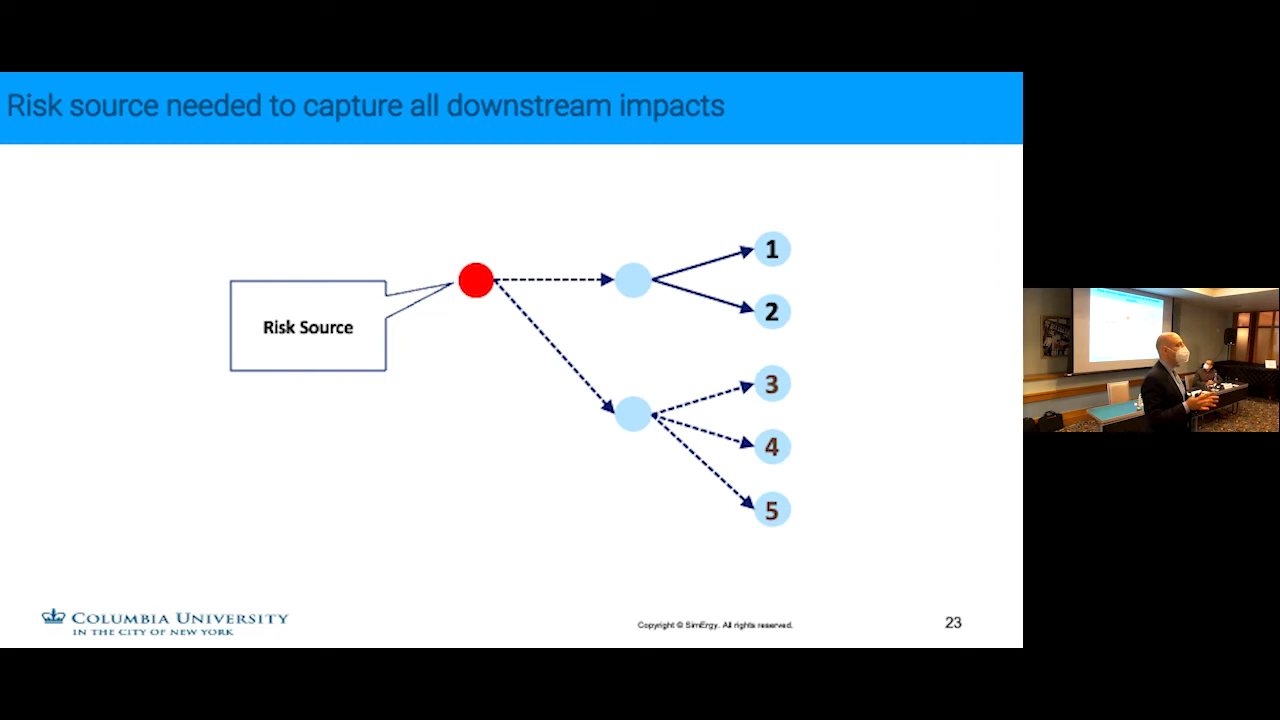 Risk source needed to capture all downstream impacts
1
Risk Source
2
3
4
5
COLUMBIA UNIVERSITY
IN THE CITY OF NEW YORK
Copyright © SimErgy. All rights reserved.
23